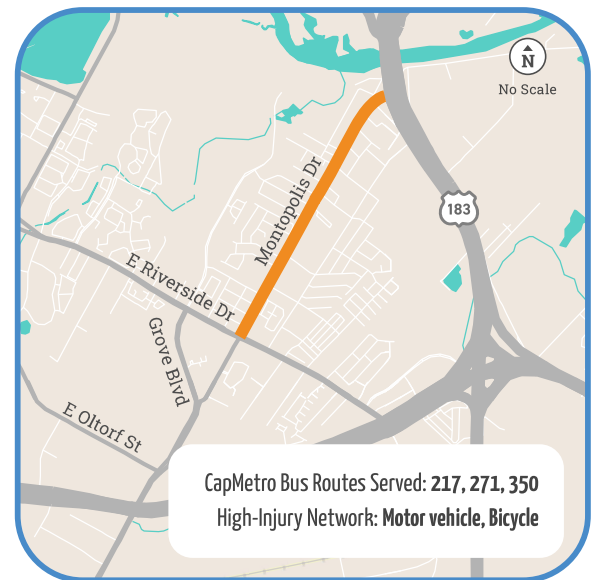 N
No Scale
183
Montopolis Dr
E Riverside Dr
Grove Blvd
E Oltorf St
CapMetro Bus Routes Served: 217, 271, 350
High-Injury Network: Motor vehicle, Bicycle